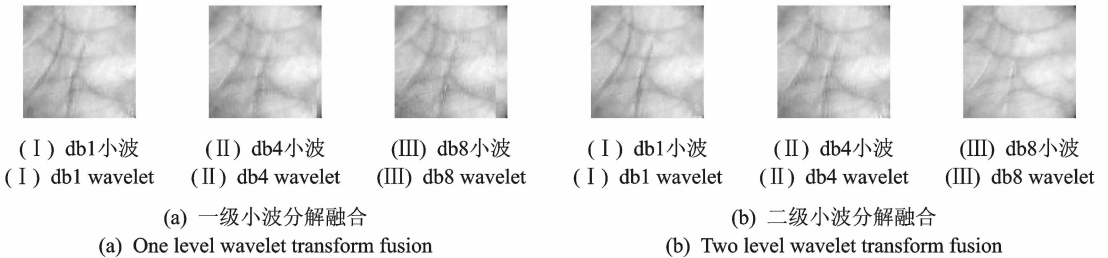 (Ⅰ) db1小波 (Ⅱ) db4小波 (Ⅲ) db8小波 (Ⅰ) db1小波 (Ⅱ) db4小波 (Ⅲ) db8小波
(Ⅰ) db1 wavelet (Ⅱ) db4 wavelet (Ⅲ) db8 wavelet (Ⅰ) db1 wavelet (Ⅱ) db4 wavelet (Ⅲ) db8 wavelet
(a) 一级小波分解融合 (b) 二级小波分解融合
(a) One level wavelet transform fusion (b) Two level wavelet transform fusion